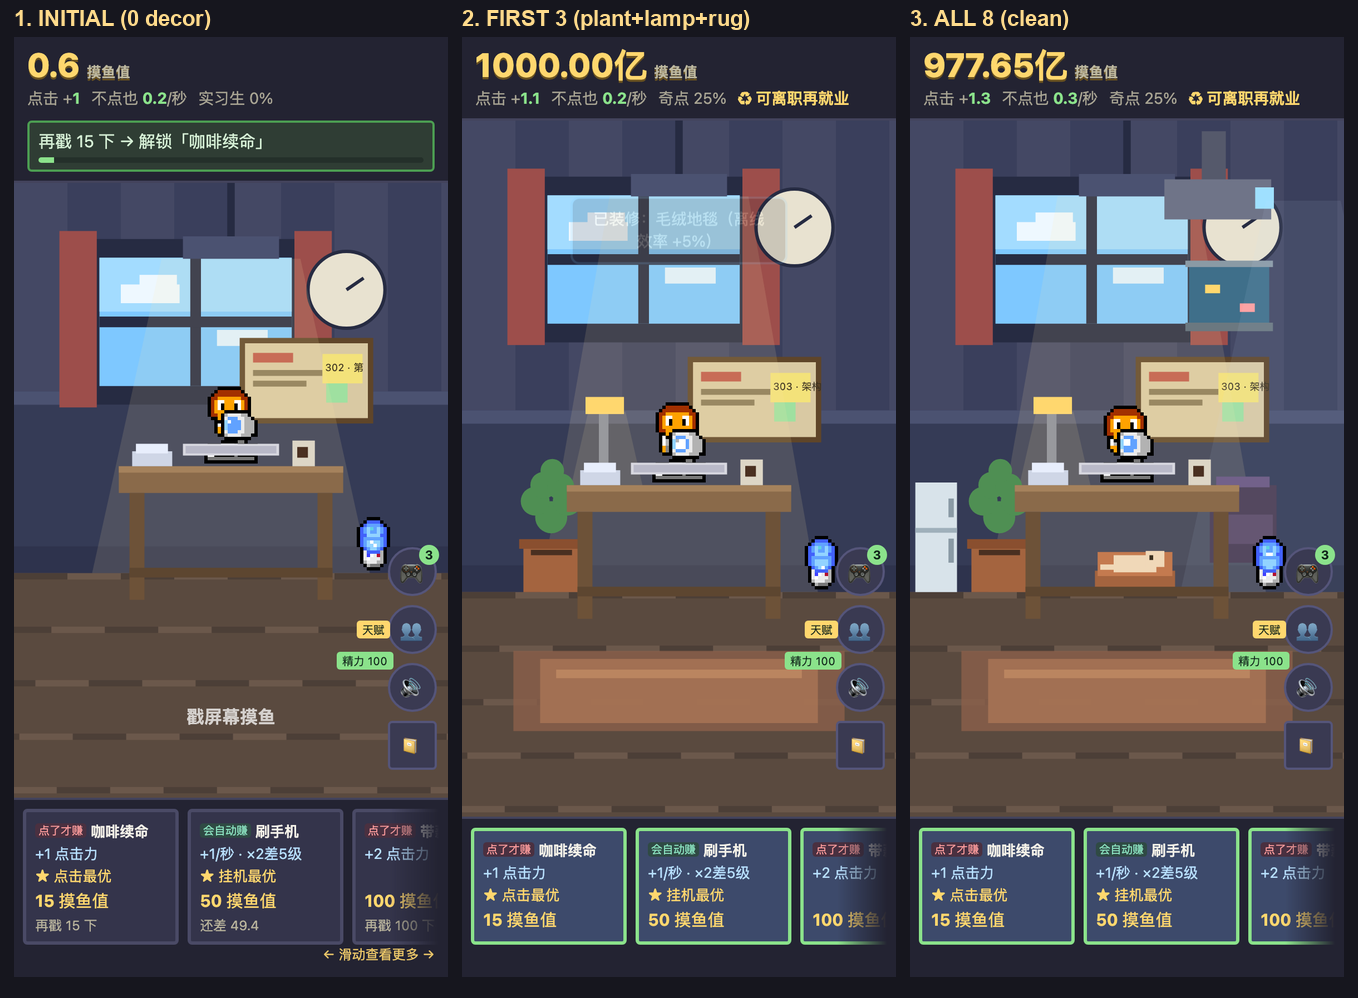 1. INITIAL (0 decor)
0.6 摸鱼值
点击 +1 不点也 0.2/秒 实习生 0%
再戳 15 下 → 解锁「咖啡续命」
302 · 第
3
天赋
精力 100
戳屏幕摸鱼
点了才赚 咖啡续命
+1 点击力
★ 点击最优
15 摸鱼值
再戳 15 下
会自动赚 刷手机
+1/秒 · ×2差5级
★ 挂机最优
50 摸鱼值
还差 49.4
点了才赚 带
+2 点击力
100 摸鱼
再戳 100 下
← 滑动查看更多 →
2. FIRST 3 (plant+lamp+rug)
1000.00亿 摸鱼值
点击 +1.1 不点也 0.2/秒 奇点 25% ♻ 可离职再就业
已装修：毛绒地毯（离线
效率 +5%）
303 · 架构
3
天赋
精力 100
点了才赚 咖啡续命
+1 点击力
★ 点击最优
15 摸鱼值
会自动赚 刷手机
+1/秒 · ×2差5级
★ 挂机最优
50 摸鱼值
点了才赚 带
+2 点击力
100 摸鱼
3. ALL 8 (clean)
977.65亿 摸鱼值
点击 +1.3 不点也 0.3/秒 奇点 25% ♻ 可离职再就业
303 · 架构
3
天赋
精力 100
点了才赚 咖啡续命
+1 点击力
★ 点击最优
15 摸鱼值
会自动赚 刷手机
+1/秒 · ×2差5级
★ 挂机最优
50 摸鱼值
点了才赚 带
+2 点击力
100 摸鱼